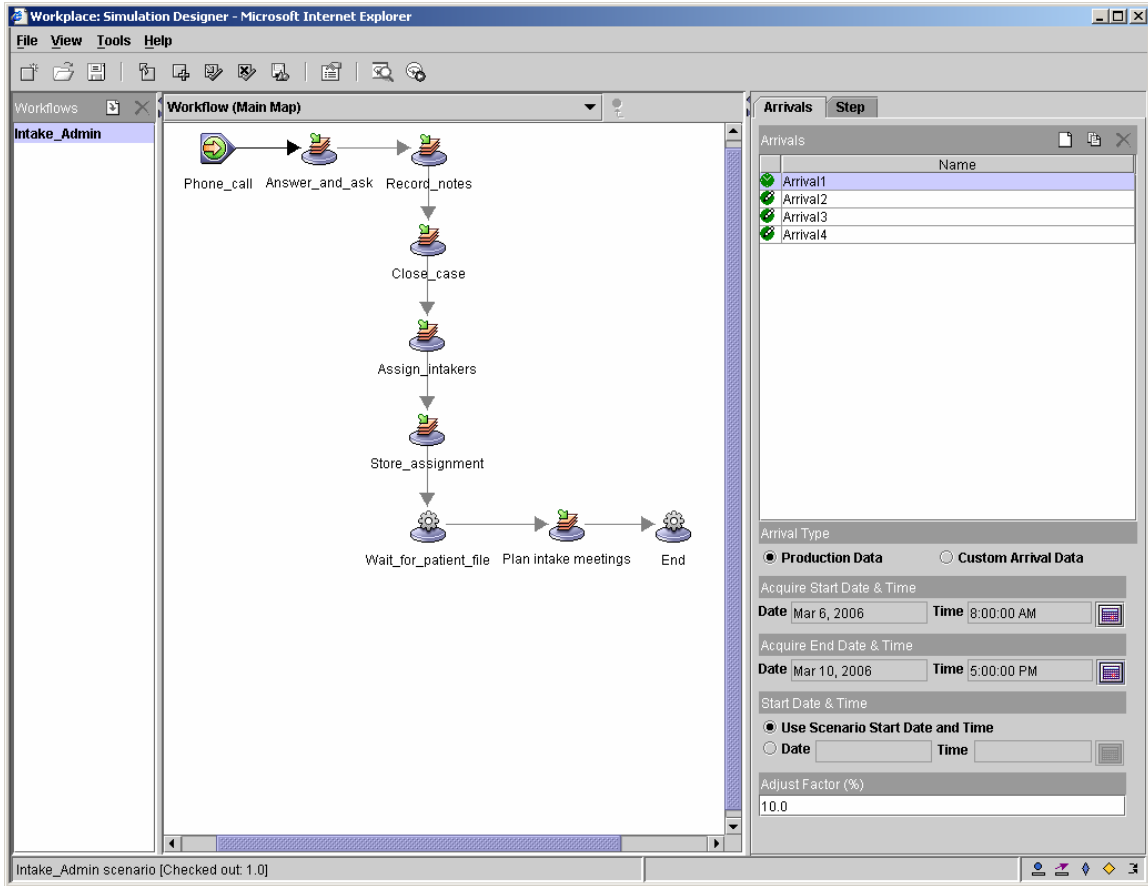 Workplace: Simulation Designer - Microsoft Internet Explorer
File View Tools Help
Workflows
Intake_Admin
Workflow (Main Map)
Phone_call Answer_and_ask Record_notes
Close_case
Assign_intakers
Store_assignment
Wait_for_patient_file Plan intake meetings End
Arrivals Step
Arrivals
Name
Arrival1
Arrival2
Arrival3
Arrival4
Arrival Type
Production Data Custom Arrival Data
Acquire Start Date & Time
Date Mar 6, 2006 Time 8:00:00 AM
Acquire End Date & Time
Date Mar 10, 2006 Time 5:00:00 PM
Start Date & Time
Use Scenario Start Date and Time
Date Time
Adjust Factor (%)
10.0
Intake_Admin scenario [Checked out: 1.0]